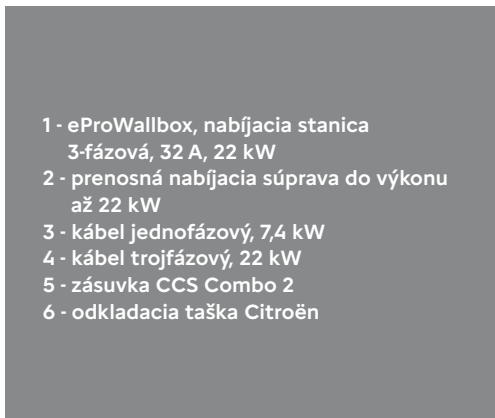 1 - eProWallbox, nabíjacia stanica
3-fázová, 32 A, 22 kW
2 - prenosná nabíjacia súprava do výkonu
až 22 kW
3 - kábel jednofázový, 7,4 kW
4 - kábel trojfázový, 22 kW
5 - zásuvka CCS Combo 2
6 - odkladacia taška Citroën